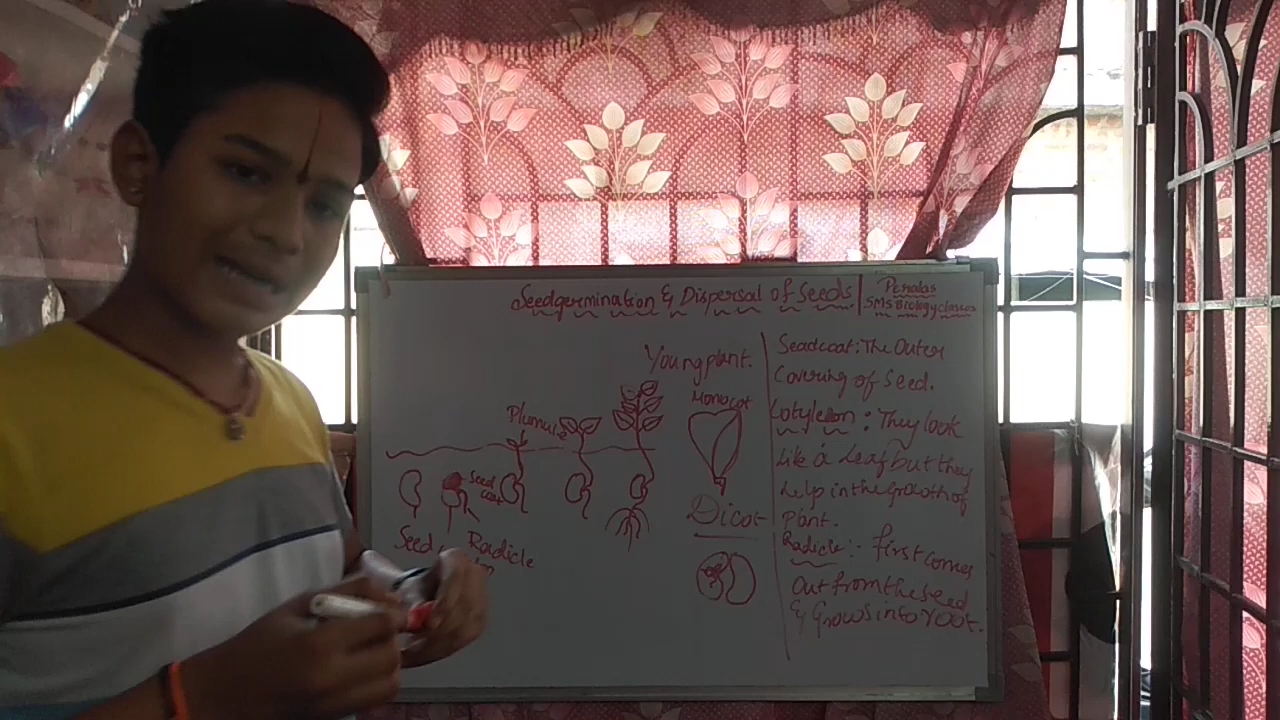 Seedgermination & Dispersal of Seeds
Peralas
SMS Biology classes
Young plant.
Plumule
Seed
coat
Seed
Radicle
Monocot
Dicot
Seadcoat: The Outer
Covering of Seed.
Cotyledon: They look
Like a Leaf but they
help in the growth of
plant.
Radicle:- first comes
Out from the seed
& Grows into root.